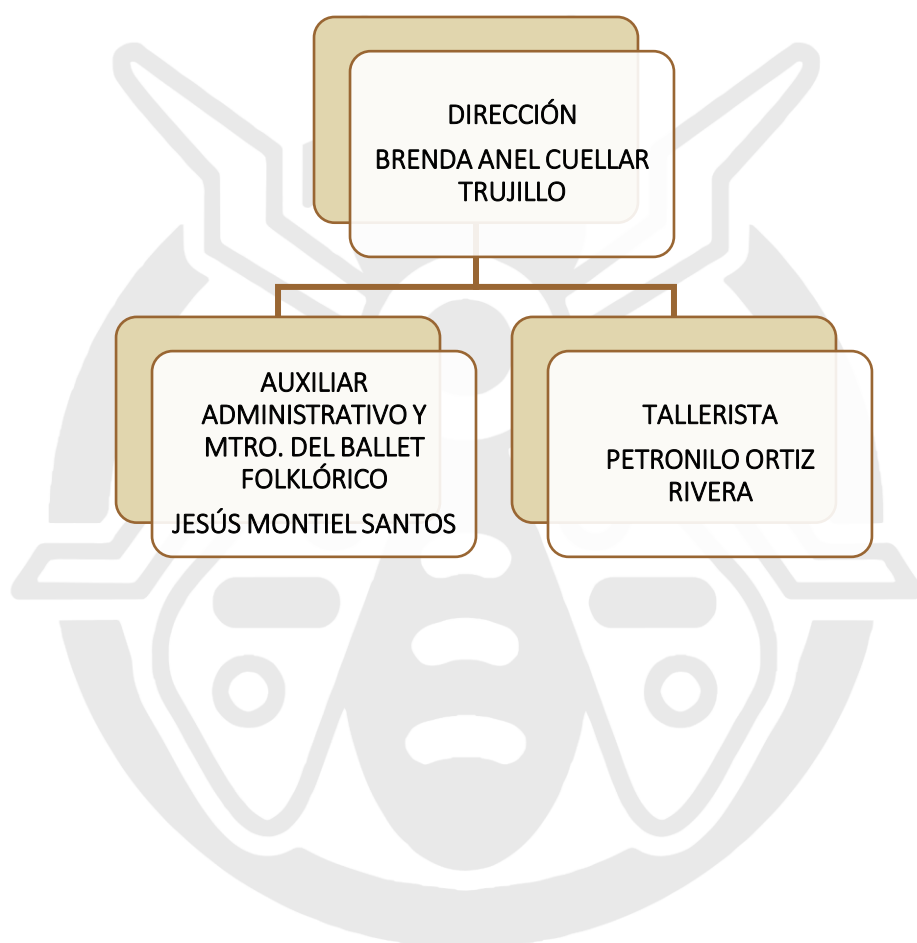 DIRECCIÓN
BRENDA ANEL CUELLAR
TRUJILLO
AUXILIAR
ADMINISTRATIVO Y
MTRO. DEL BALLET
FOLKLÓRICO
JESÚS MONTIEL SANTOS
TALLERISTA
PETRONILO ORTIZ
RIVERA